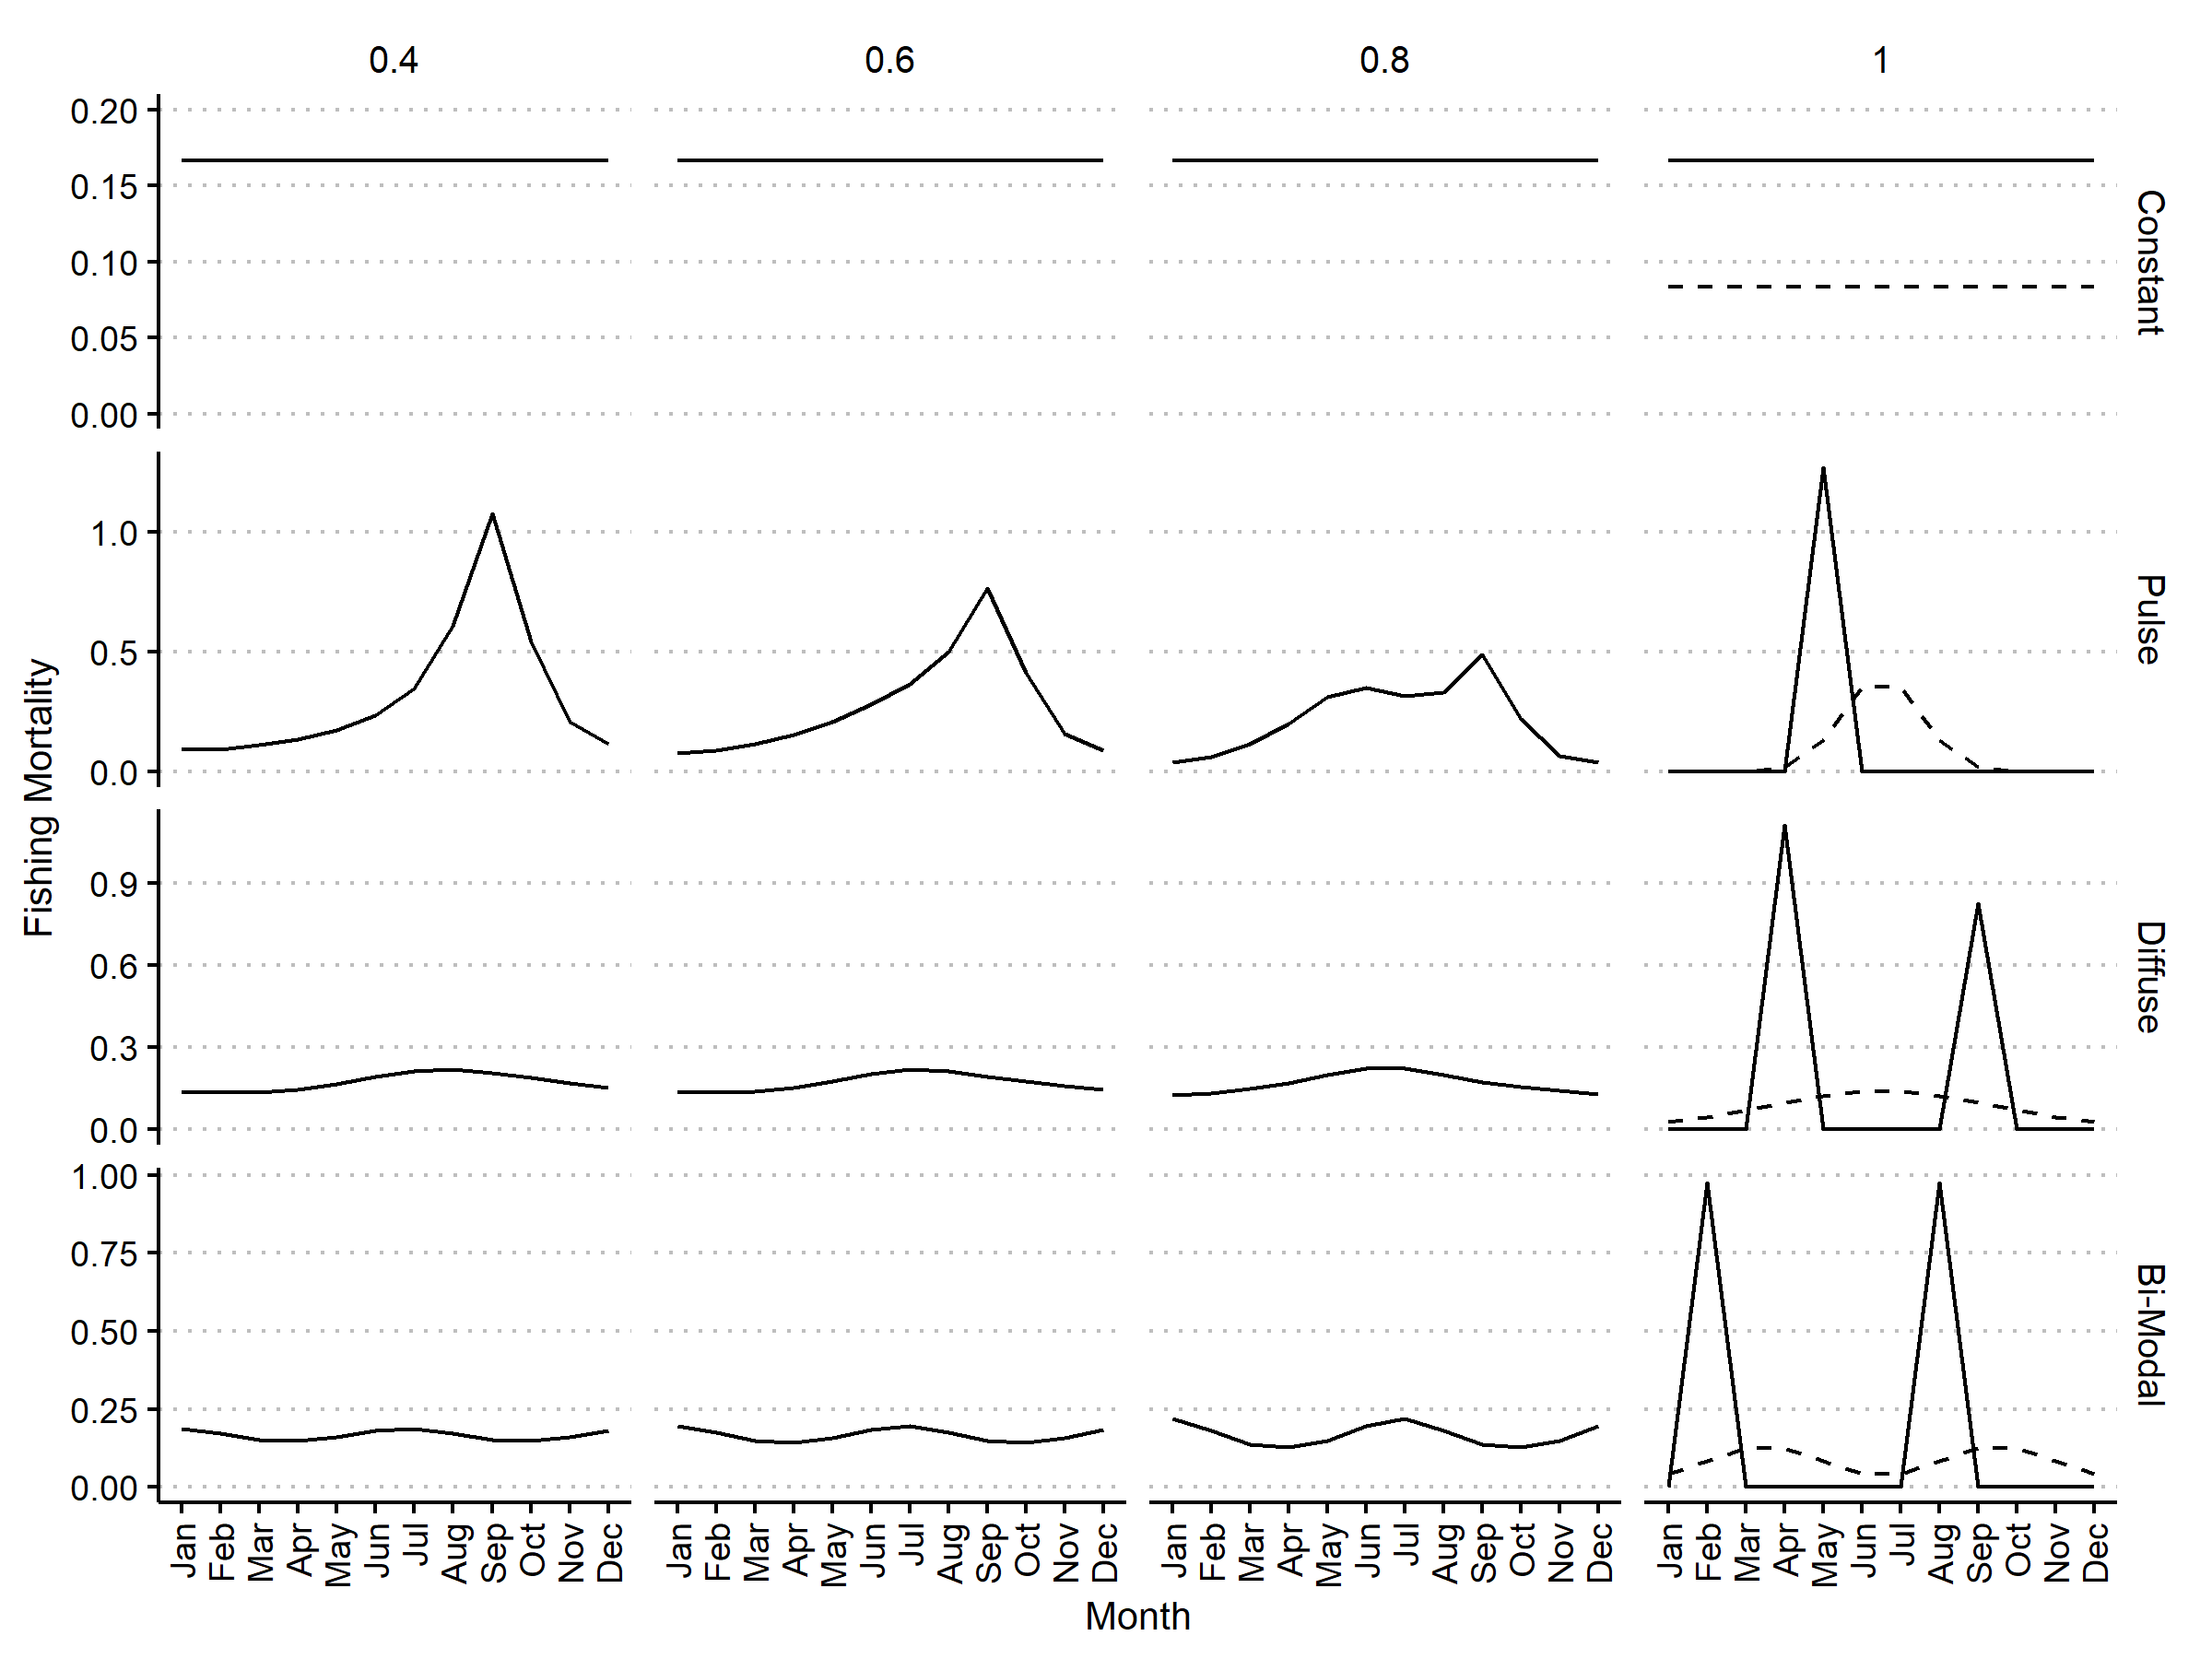 0.4 0.6 0.8 1
0.20
0.15
0.10
0.05
0.00
Constant
1.0
0.5
0.0
Pulse
0.9
0.6
0.3
0.0
Diffuse
1.00
0.75
0.50
0.25
0.00
Bi-Modal
Fishing Mortality
Jan Feb Mar Apr May Jun Jul Aug Sep Oct Nov Dec Jan Feb Mar Apr May Jun Jul Aug Sep Oct Nov Dec Jan Feb Mar Apr May Jun Jul Aug Sep Oct Nov Dec Jan Feb Mar Apr May Jun Jul Aug Sep Oct Nov Dec
Month